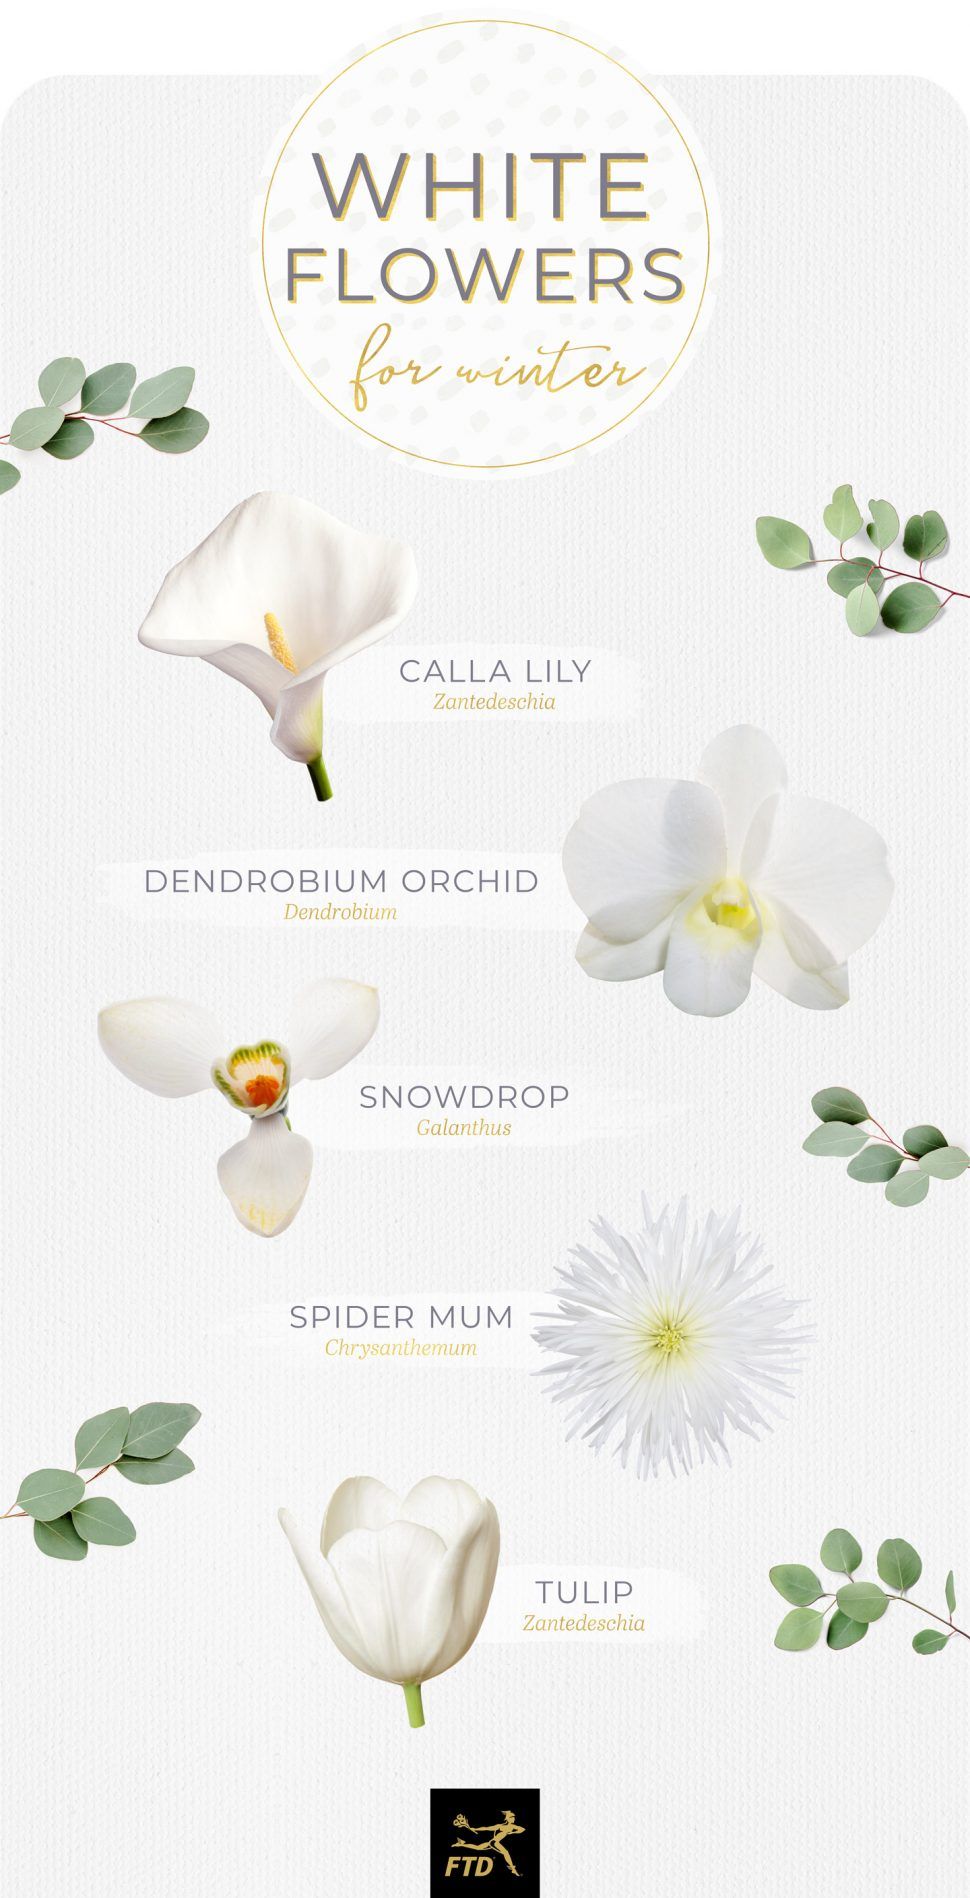 WHITE
FLOWERS
for winter
CALLA LILY
Zantedeschia
DENDROBIUM ORCHID
Dendrobium
SNOWDROP
Galanthus
SPIDER MUM
Chrysanthemum
TULIP
Zantedeschia
FTD